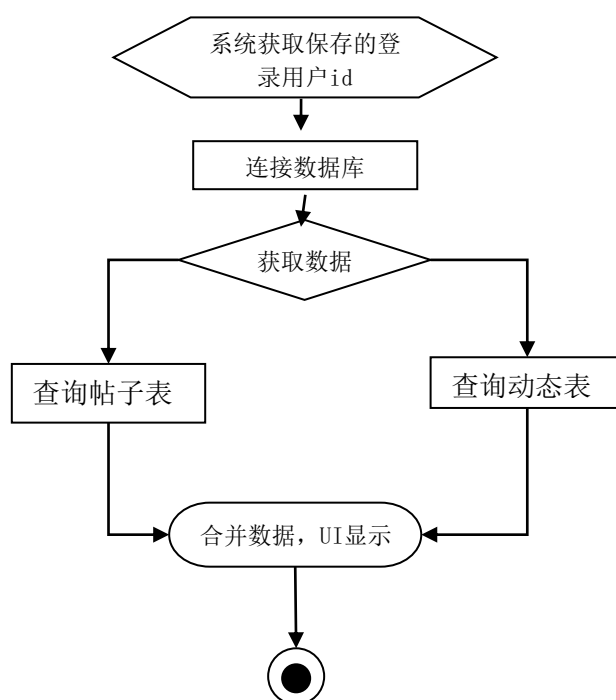 系统获取保存的登
录用户id
连接数据库
获取数据
查询帖子表
查询动态表
合并数据，UI显示